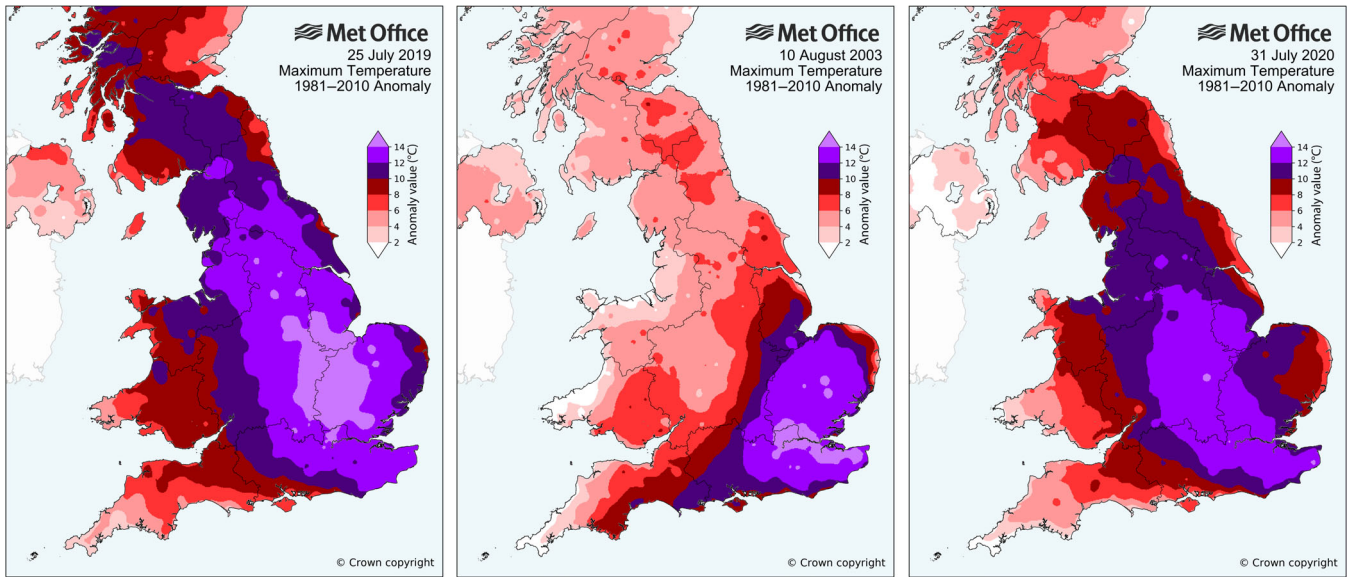 Met Office
25 July 2019
Maximum Temperature
1981–2010 Anomaly
14
12
10
8
6
4
2
Anomaly value (°C)
© Crown copyright
Met Office
10 August 2003
Maximum Temperature
1981–2010 Anomaly
14
12
10
8
6
4
2
Anomaly value (°C)
© Crown copyright
Met Office
31 July 2020
Maximum Temperature
1981–2010 Anomaly
14
12
10
8
6
4
2
Anomaly value (°C)
© Crown copyright